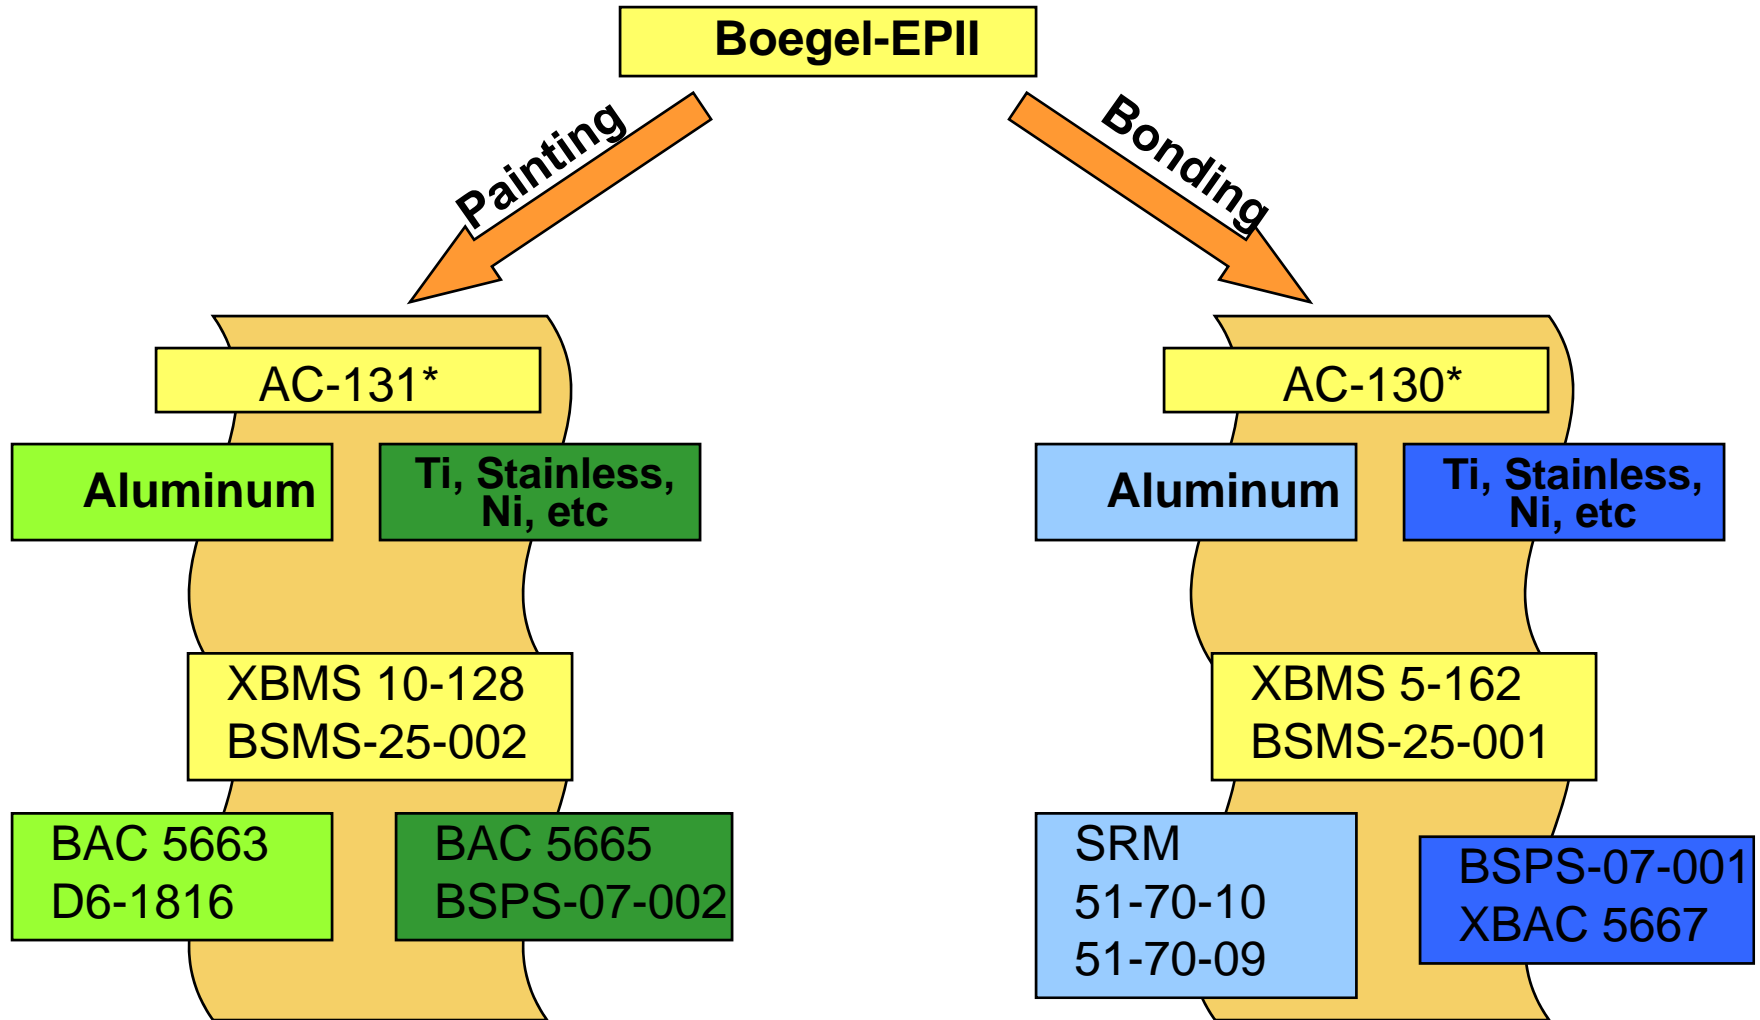 Boegel-EPII
Painting
Bonding
AC-131*
Aluminum
Ti, Stainless,
Ni, etc
XBMS 10-128
BSMS-25-002
BAC 5663
D6-1816
BAC 5665
BSPS-07-002
AC-130*
Aluminum
Ti, Stainless,
Ni, etc
XBMS 5-162
BSMS-25-001
SRM
51-70-10
51-70-09
BSPS-07-001
XBAC 5667